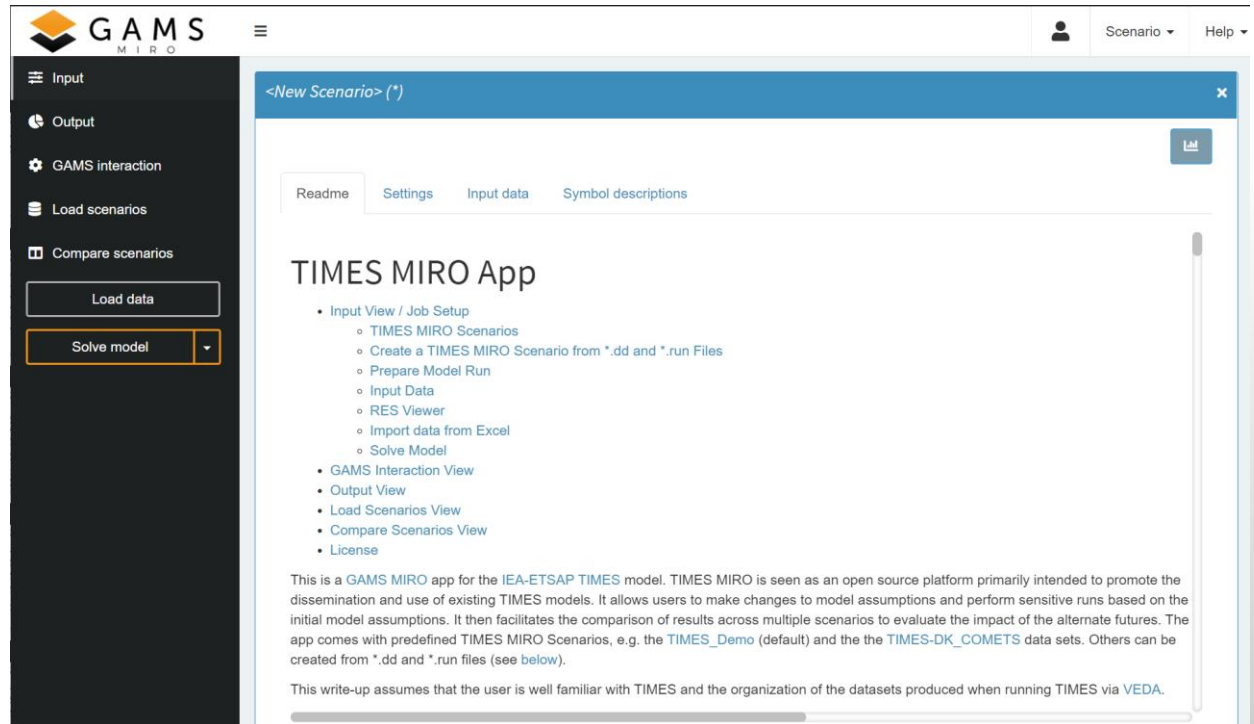 GAMS
MIRO
Scenario
Help
Input
Output
GAMS interaction
Load scenarios
Compare scenarios
Load data
Solve model
<New Scenario> (*)
Readme
Settings
Input data
Symbol descriptions
TIMES MIRO App
• Input View / Job Setup
◦ TIMES MIRO Scenarios
◦ Create a TIMES MIRO Scenario from *.dd and *.run Files
◦ Prepare Model Run
◦ Input Data
◦ RES Viewer
◦ Import data from Excel
◦ Solve Model
• GAMS Interaction View
• Output View
• Load Scenarios View
• Compare Scenarios View
• License
This is a GAMS MIRO app for the IEA-ETSAP TIMES model. TIMES MIRO is seen as an open source platform primarily intended to promote the
dissemination and use of existing TIMES models. It allows users to make changes to model assumptions and perform sensitive runs based on the
initial model assumptions. It then facilitates the comparison of results across multiple scenarios to evaluate the impact of the alternate futures. The
app comes with predefined TIMES MIRO Scenarios, e.g. the TIMES_Demo (default) and the the TIMES-DK_COMETS data sets. Others can be
created from *.dd and *.run files (see below).
This write-up assumes that the user is well familiar with TIMES and the organization of the datasets produced when running TIMES via VEDA.